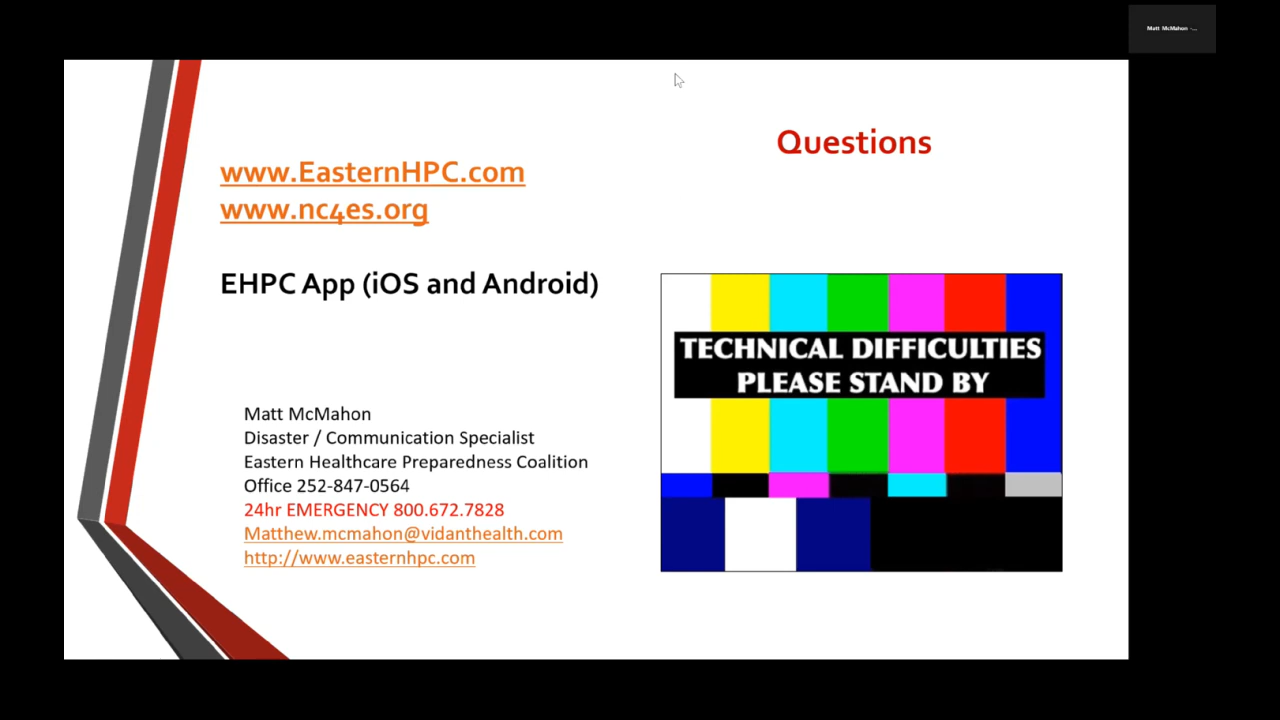 Matt McMahon -...
Questions
www.EasternHPC.com
www.nc4es.org
EHPC App (iOS and Android)
TECHNICAL DIFFICULTIES
PLEASE STAND BY
Matt McMahon
Disaster / Communication Specialist
Eastern Healthcare Preparedness Coalition
Office 252-847-0564
24hr EMERGENCY 800.672.7828
Matthew.mcmahon@vidanthealth.com
http://www.easternhpc.com